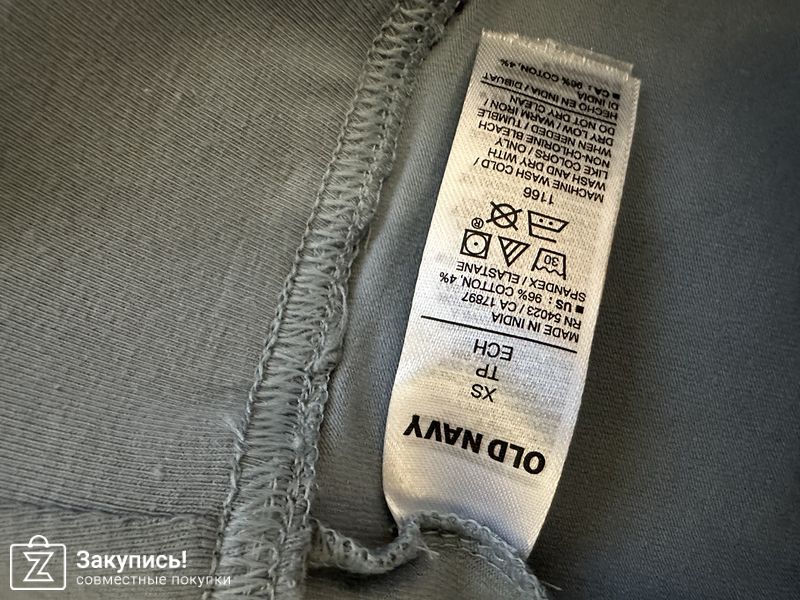 OLD NAVY
XS
TP
ECH
MADE IN INDIA
RN 54023 / CA 17897
■ US : 96% COTTON, 4%
SPANDEX / ELASTANE
30
®
1166
MACHINE WASH COLD /
WASH AND DRY WITH
LIKE COLORS / ONLY
NON-CHLORINE BLEACH
WHEN NEEDED / TUMBLE
DRY LOW / WARM IRON /
DO NOT DRY CLEAN
HECHO EN INDIA / DIBUAT
DI INDIA
■ CA : 96% COTTON, 4%
Закупись!
совместные покупки